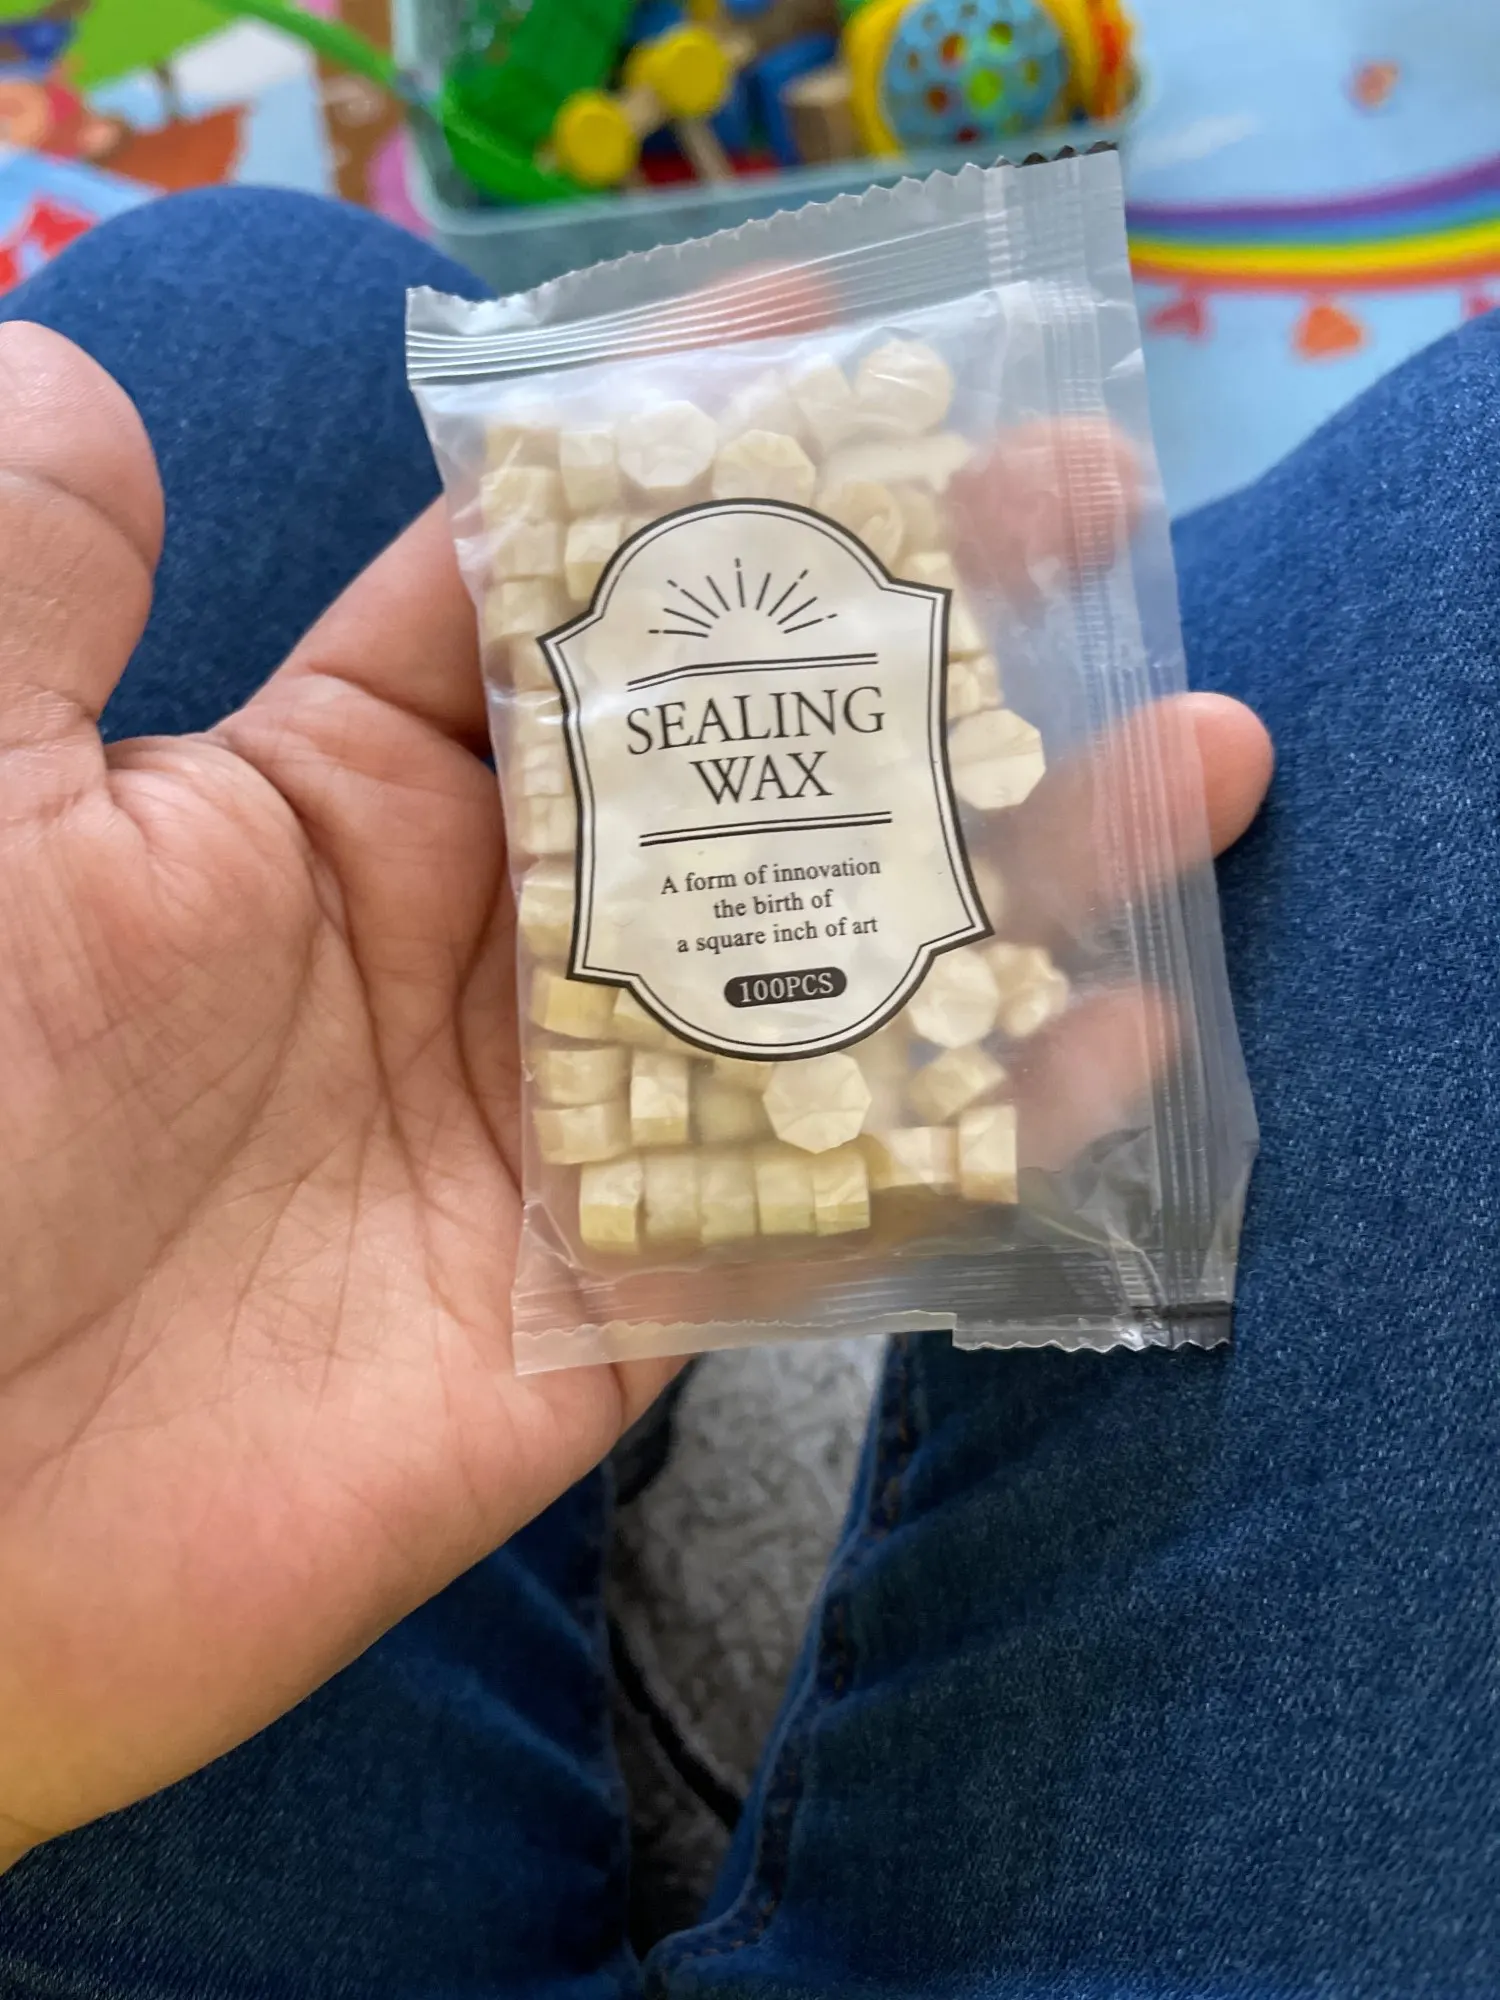 SEALING
WAX
A form of innovation
the birth of
a square inch of art
100PCS